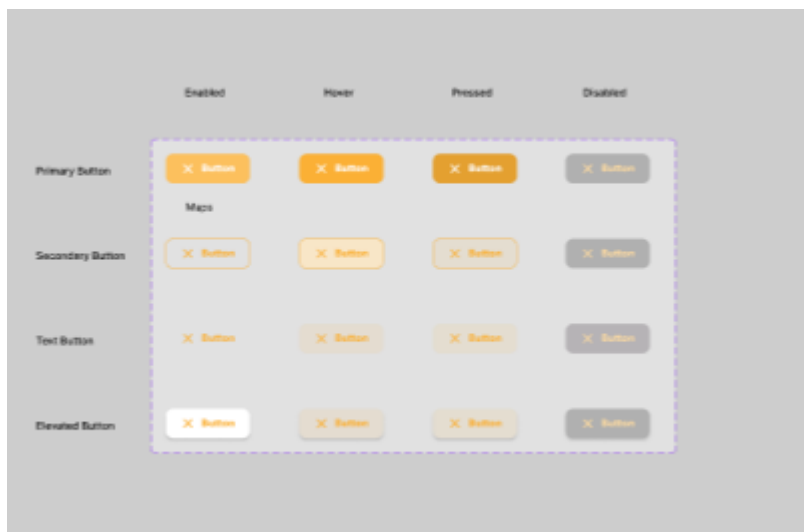 Enabled Hover Pressed Disabled
Primary Button Button Button Button Button
Maps
Secondary Button Button Button Button Button
Text Button Button Button Button Button
Elevated Button Button Button Button Button